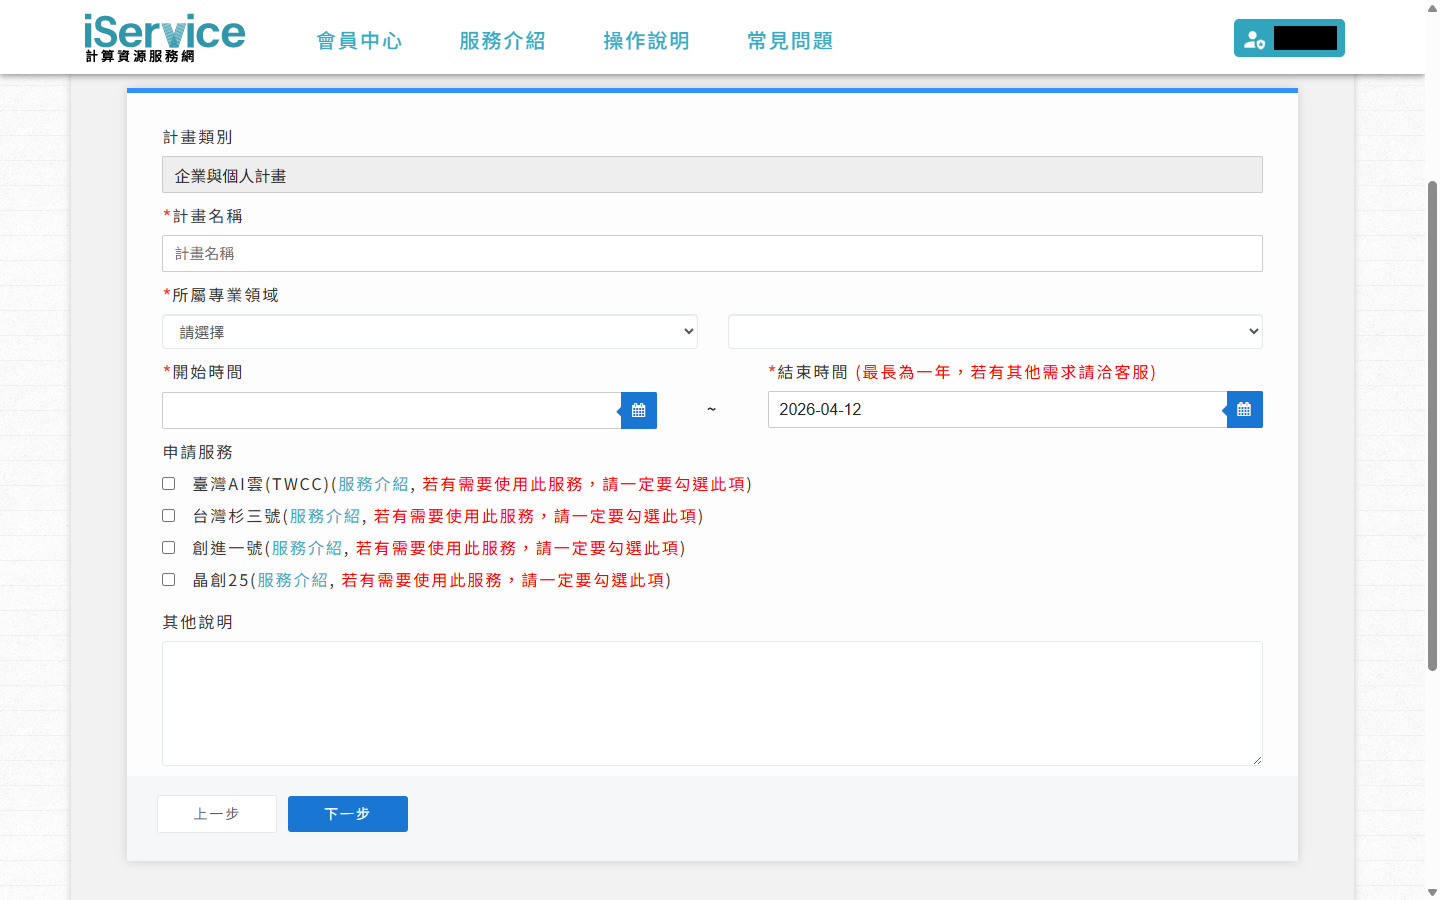 iService
計算資源服務網
會員中心
服務介紹
操作說明
常見問題
計畫類別
企業與個人計畫
*計畫名稱
計畫名稱
*所屬專業領域
請選擇
*開始時間
*結束時間 (最長為一年，若有其他需求請洽客服)
~
2026-04-12
申請服務
臺灣AI雲(TWCC)(服務介紹, 若有需要使用此服務，請一定要勾選此項)
台灣杉三號(服務介紹, 若有需要使用此服務，請一定要勾選此項)
創進一號(服務介紹, 若有需要使用此服務，請一定要勾選此項)
晶創25(服務介紹, 若有需要使用此服務，請一定要勾選此項)
其他說明
上一步
下一步